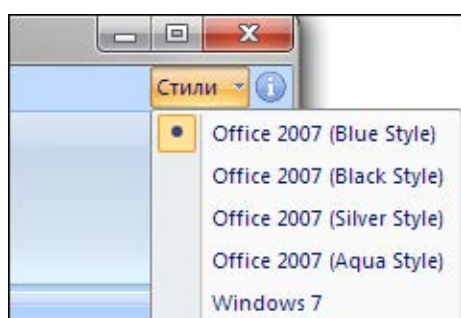 Стили
Office 2007 (Blue Style)
Office 2007 (Black Style)
Office 2007 (Silver Style)
Office 2007 (Aqua Style)
Windows 7